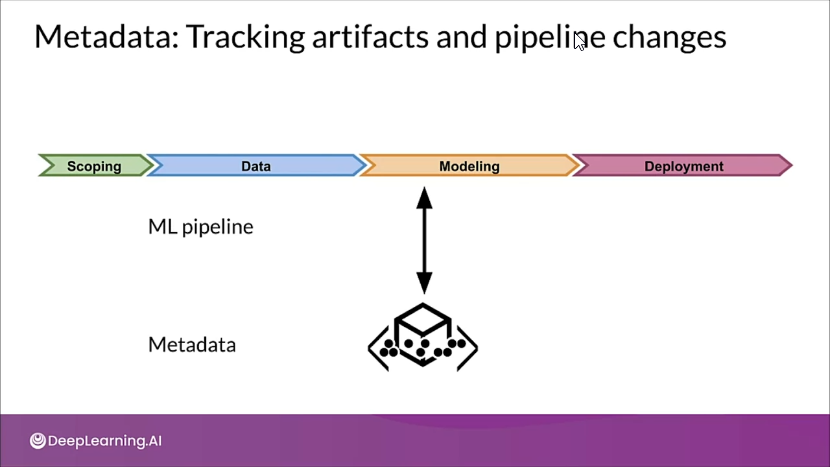 Metadata: Tracking artifacts and pipeline changes
Scoping
Data
Modeling
Deployment
ML pipeline
Metadata
DeepLearning.AI